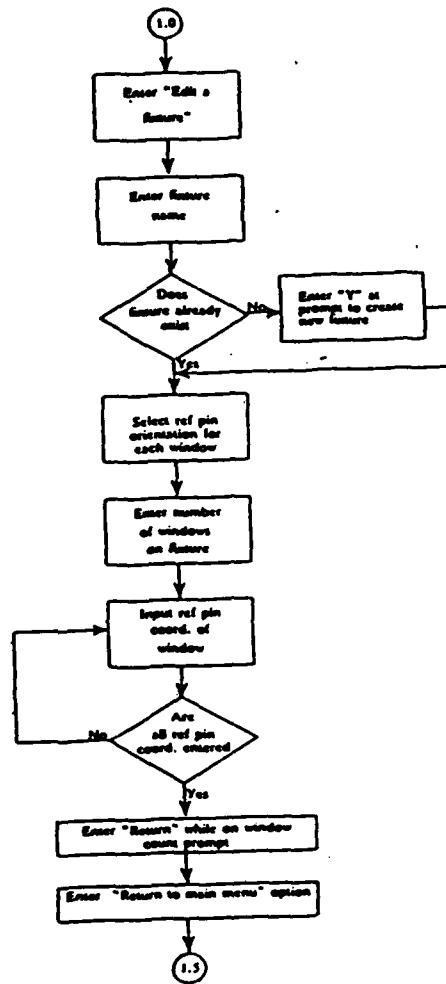 1.0
Enter "Edit a
fixture"
Enter fixture
name
Does
fixture already
exist
No
Enter "Y" at
prompt to create
new fixture
Yes
Select ref pin
orientation for
each window
Enter number
of windows
on fixture
Input ref pin
coord. of
window
Are
all ref pin
coord. entered
No
Yes
Enter "Return" while on window
count prompt
Enter "Return to main menu" option
1.5